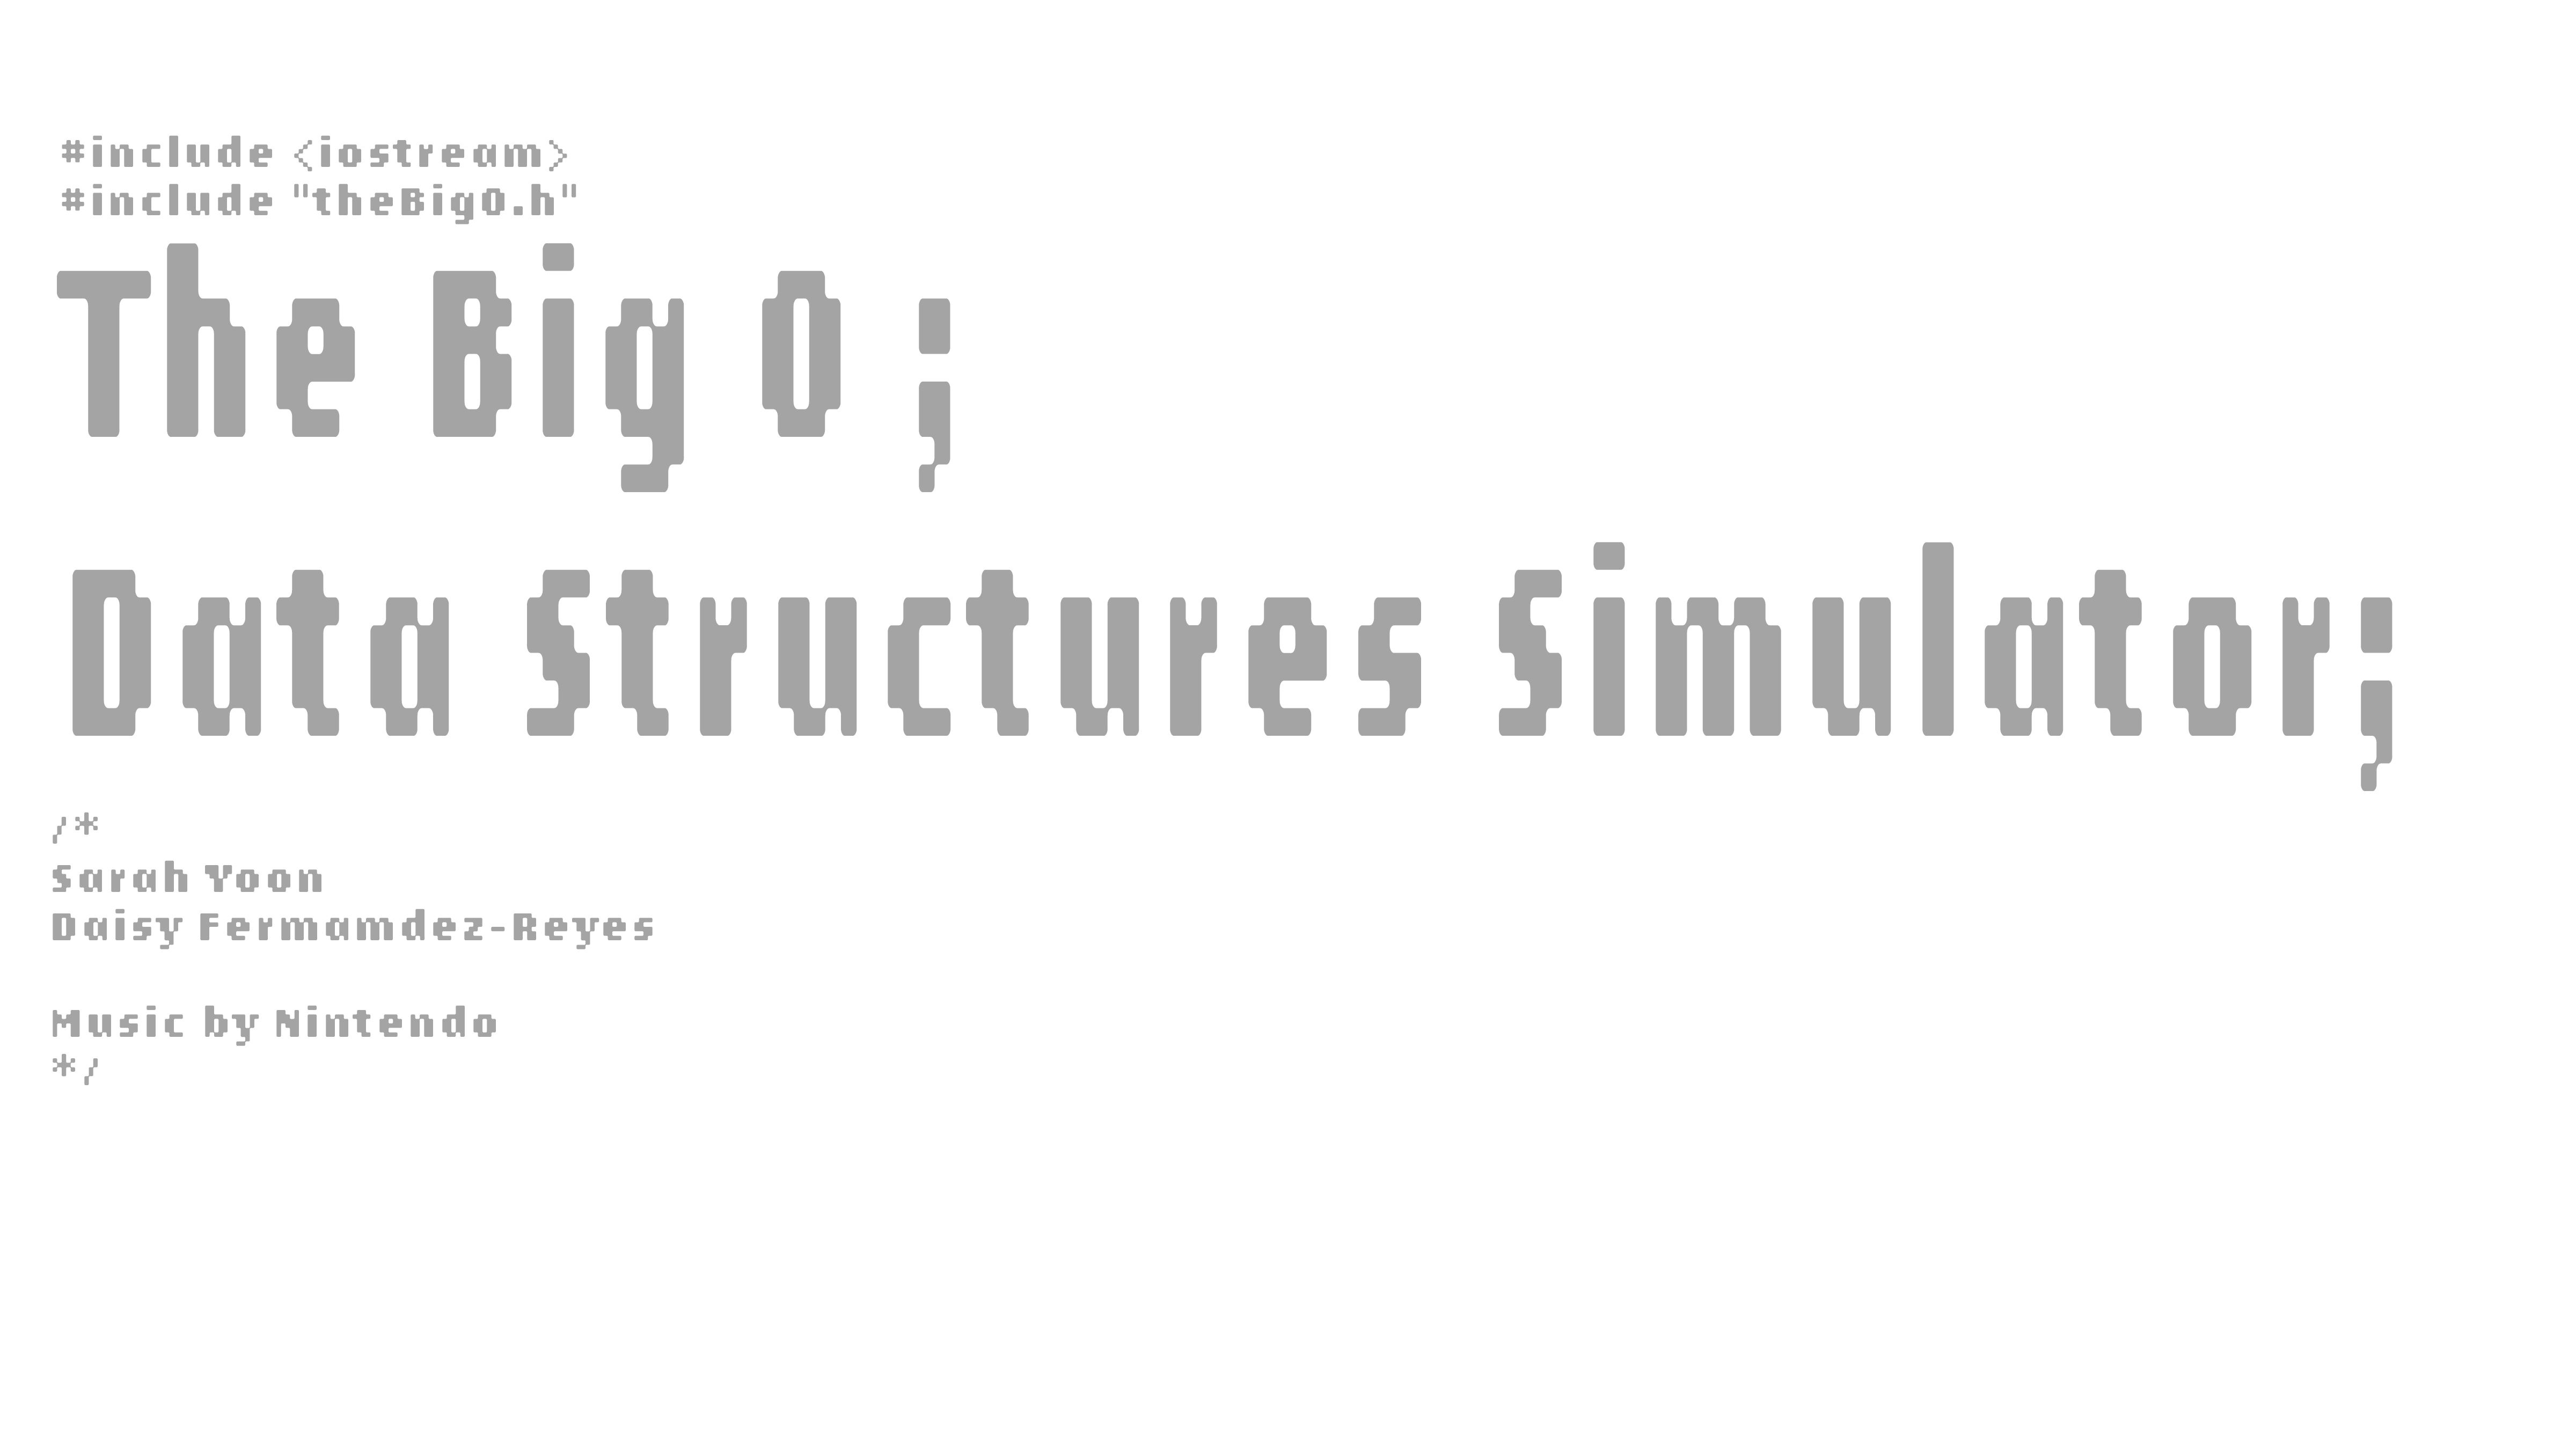 #include <iostream>
#include "theBigO.h"
The Big O ;
Data Structures Simulator;
/*
Sarah Yoon
Daisy Fermamdez-Reyes
Music by Nintendo
*/